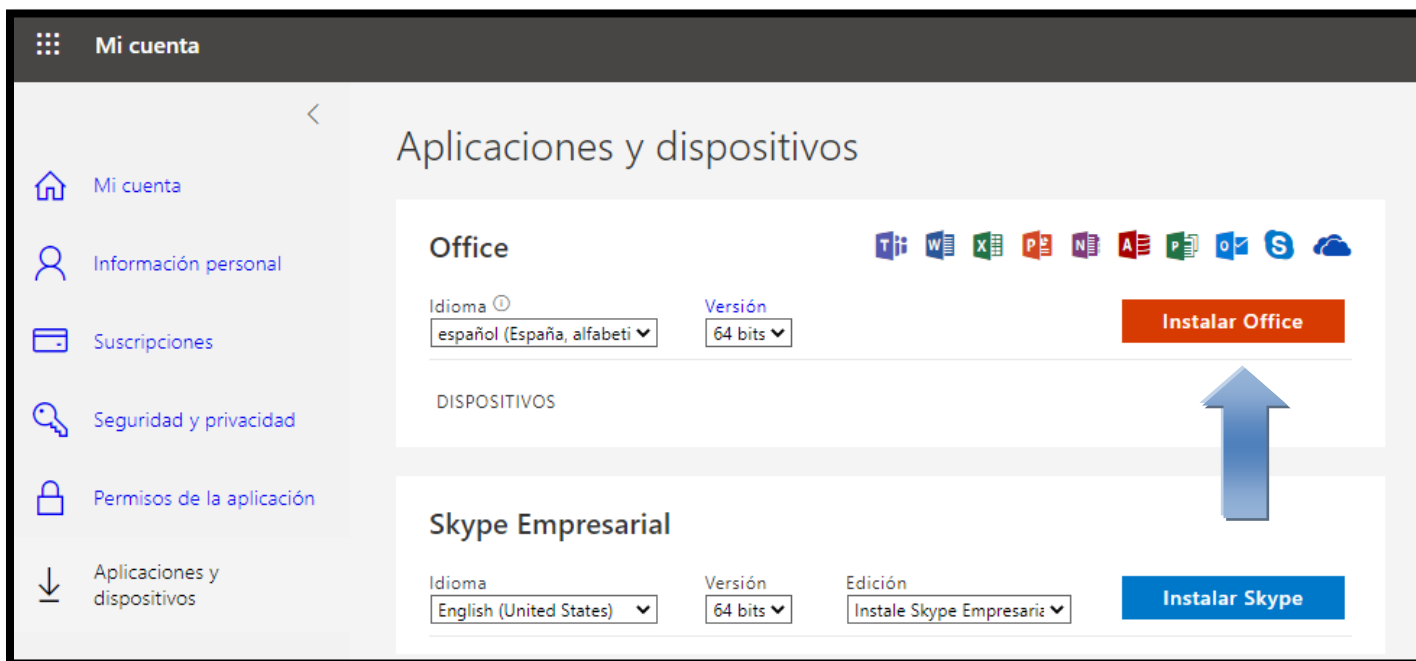 Mi cuenta
Mi cuenta
Información personal
Suscripciones
Seguridad y privacidad
Permisos de la aplicación
Aplicaciones y
dispositivos
Aplicaciones y dispositivos
Office
T W X P N A P O S
Idioma
Versión
español (España, alfabeti
64 bits
Instalar Office
DISPOSITIVOS
Skype Empresarial
Idioma
Versión
Edición
English (United States)
64 bits
Instale Skype Empresaria
Instalar Skype